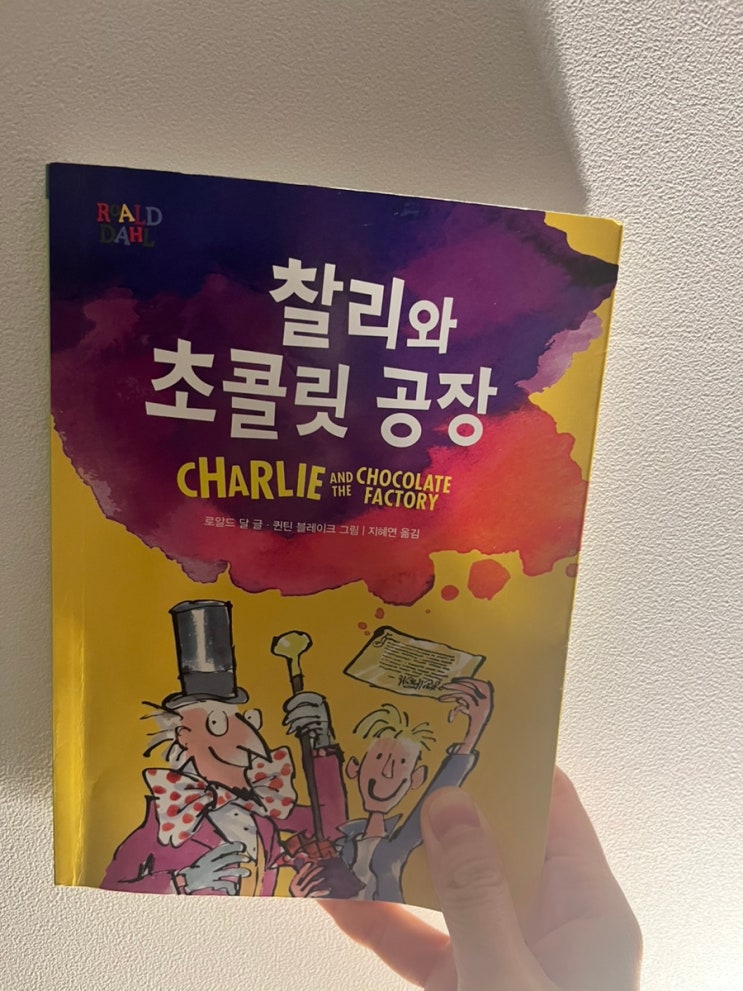 ROALD
DAHL
찰리와
초콜릿 공장
CHARLIE AND THE CHOCOLATE FACTORY
로알드 달 글 · 퀸틴 블레이크 그림 | 지혜연 옮김